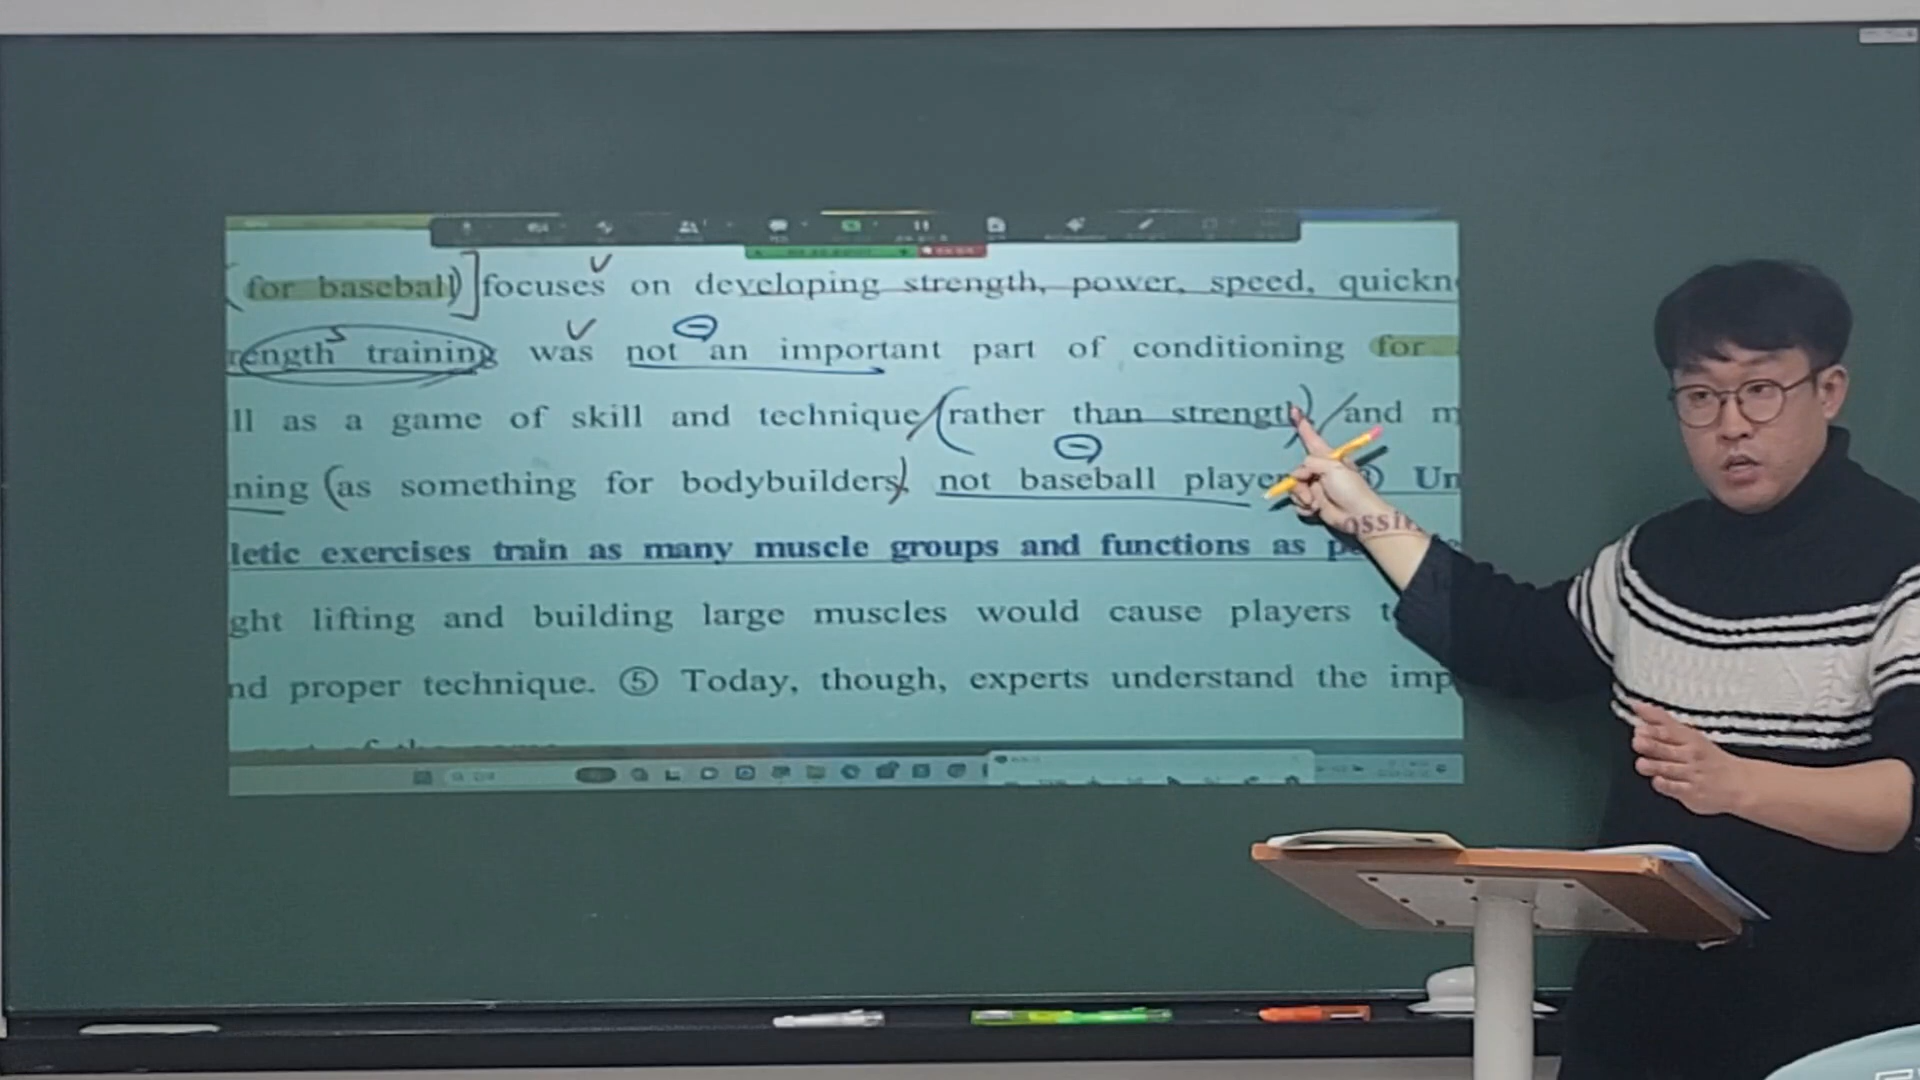 for baseball) focuses on developing strength, power, speed, quickn
rength training was not an important part of conditioning for
ll as a game of skill and technique (rather than strength) and m
ning (as something for bodybuilders), not baseball player ③ Un
letic exercises train as many muscle groups and functions as possi
ght lifting and building large muscles would cause players t
nd proper technique. ⑤ Today, though, experts understand the imp